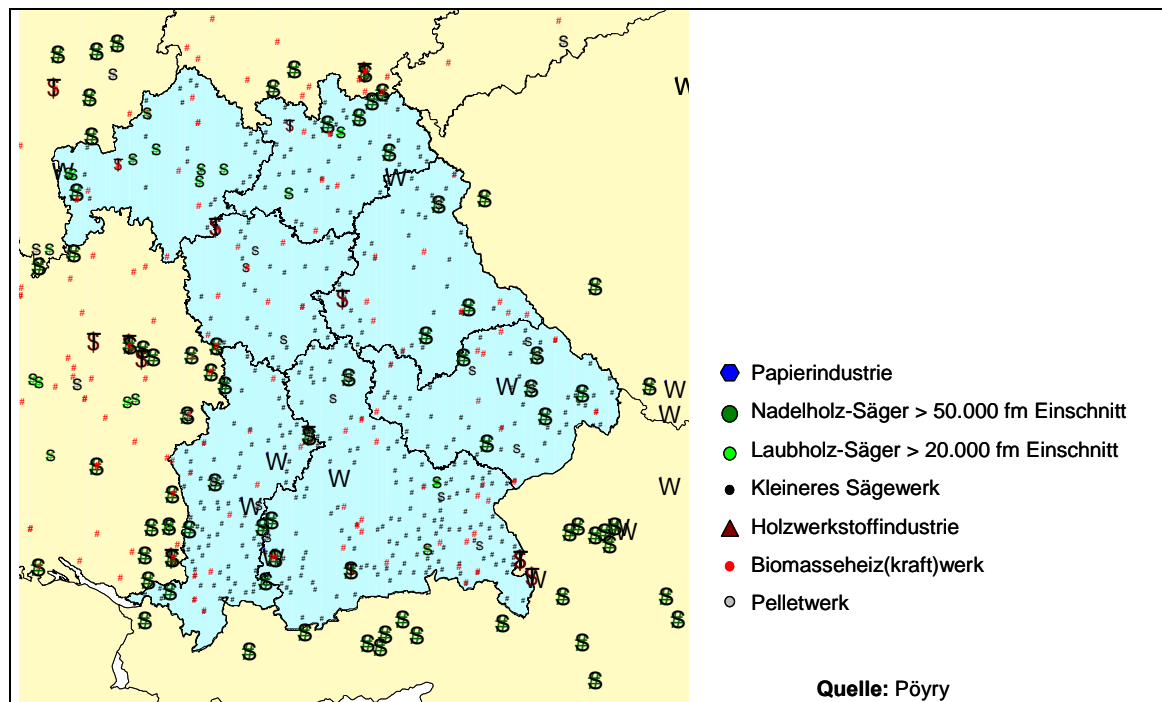 Papierindustrie
Nadelholz-Säger > 50.000 fm Einschnitt
Laubholz-Säger > 20.000 fm Einschnitt
Kleineres Sägewerk
Holzwerkstoffindustrie
Biomasseheiz(kraft)werk
Pelletwerk
Quelle: Pöyry